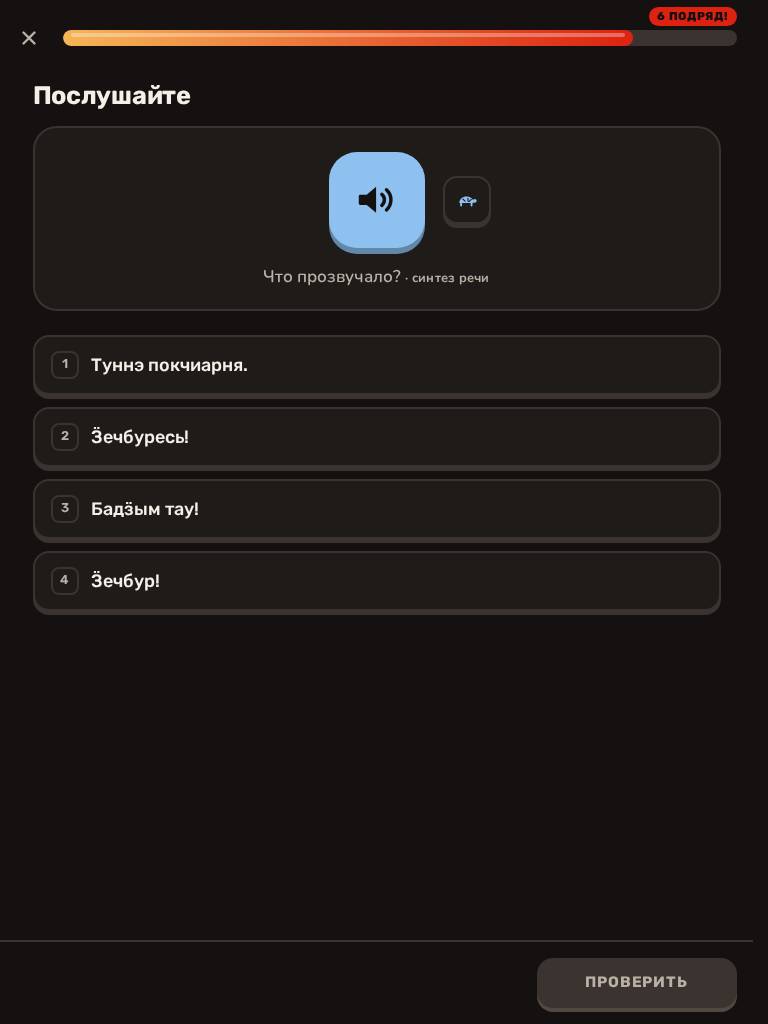 6 ПОДРЯД!
Послушайте
Что прозвучало? · синтез речи
1 Туннэ покчиарня.
2 Ӟечбуресь!
3 Бадӟым тау!
4 Ӟечбур!
ПРОВЕРИТЬ